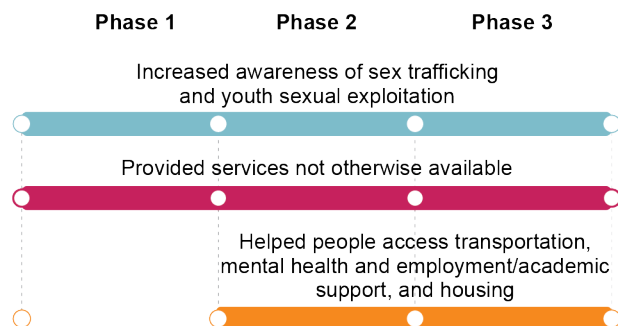 Phase 1 Phase 2 Phase 3
Increased awareness of sex trafficking
and youth sexual exploitation
Provided services not otherwise available
Helped people access transportation,
mental health and employment/academic
support, and housing